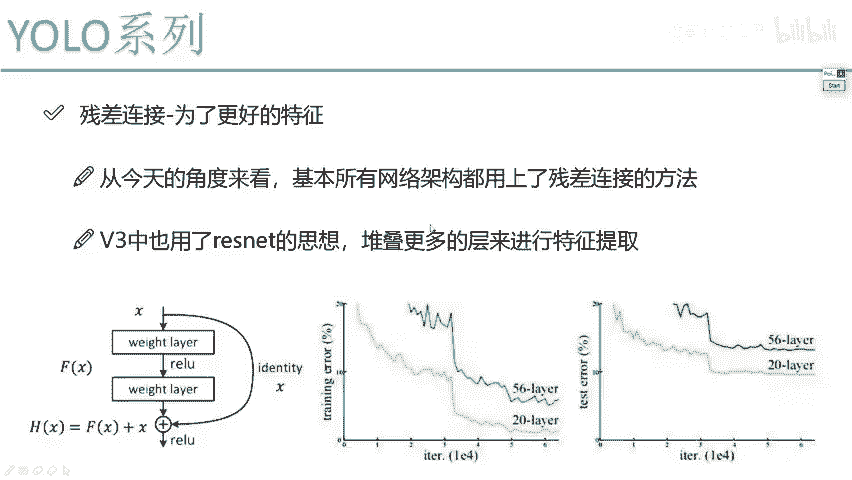 YOLO系列
bilibili
Start
残差连接-为了更好的特征
从今天的角度来看，基本所有网络架构都用上了残差连接的方法
V3中也用了resnet的思想，堆叠更多的层来进行特征提取
x
weight layer
F(x)
relu
weight layer
identity
x
H(x) = F(x) + x
relu
training error (%)
20
10
0
56-layer
20-layer
0 1 2 3 4 5 6
iter. (1e4)
test error (%)
20
10
0
56-layer
20-layer
0 1 2 3 4 5 6
iter. (1e4)